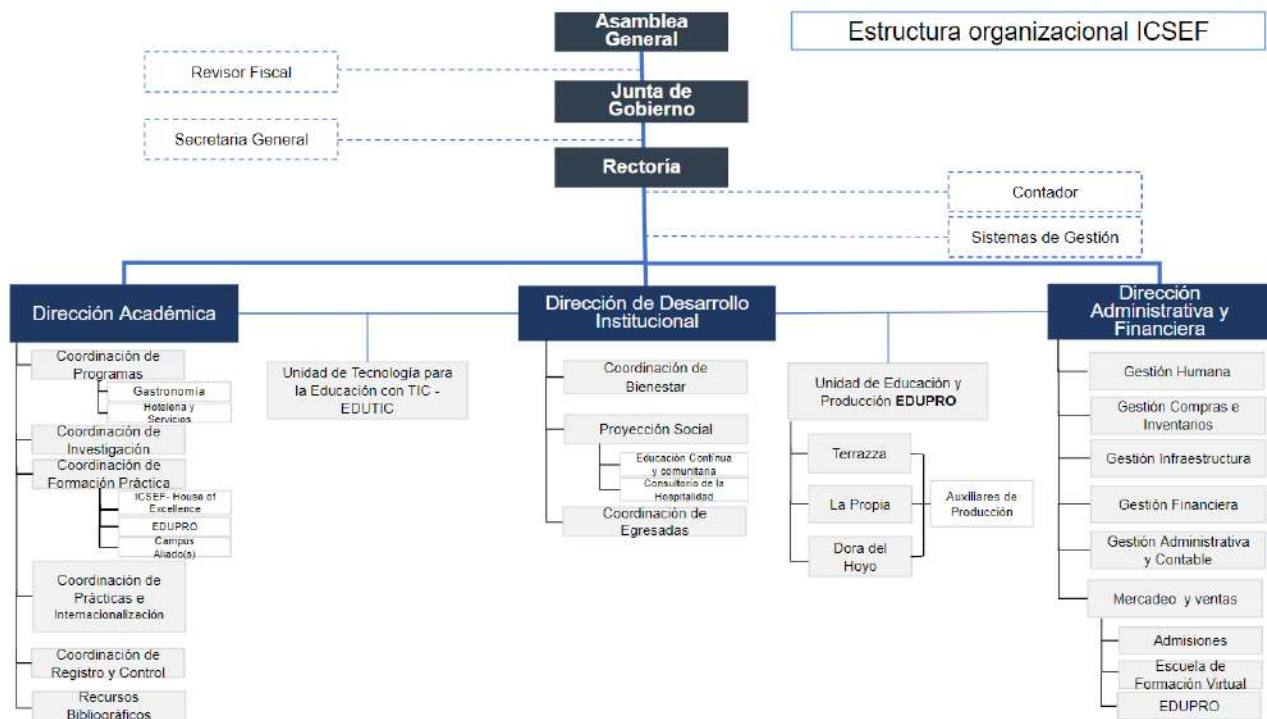 Asamblea
General
Estructura organizacional ICSEF
Revisor Fiscal
Junta de
Gobierno
Secretaria General
Rectoría
Contador
Sistemas de Gestión
Dirección Académica
Coordinación de
Programas
Gastronomía
Hotelería y
Servicios
Coordinación de
Investigación
Coordinación de
Formación Práctica
ICSEF- House of
Excellence
EDUPRO
Campus
Aliado(s)
Coordinación de
Prácticas e
Internacionalización
Coordinación de
Registro y Control
Recursos
Bibliográficos
Unidad de Tecnología para
la Educación con TIC -
EDUTIC
Dirección de Desarrollo
Institucional
Coordinación de
Bienestar
Proyección Social
Educación Contínua
y comunitaria
Consultorio de la
Hospitalidad
Coordinación de
Egresadas
Unidad de Educación y
Producción EDUPRO
Terrazza
La Propia
Dora del
Hoyo
Auxiliares de
Producción
Dirección
Administrativa y
Financiera
Gestión Humana
Gestión Compras e
Inventarios
Gestión Infraestructura
Gestión Financiera
Gestión Administrativa
y Contable
Mercadeo y ventas
Admisiones
Escuela de
Formación Virtual
EDUPRO